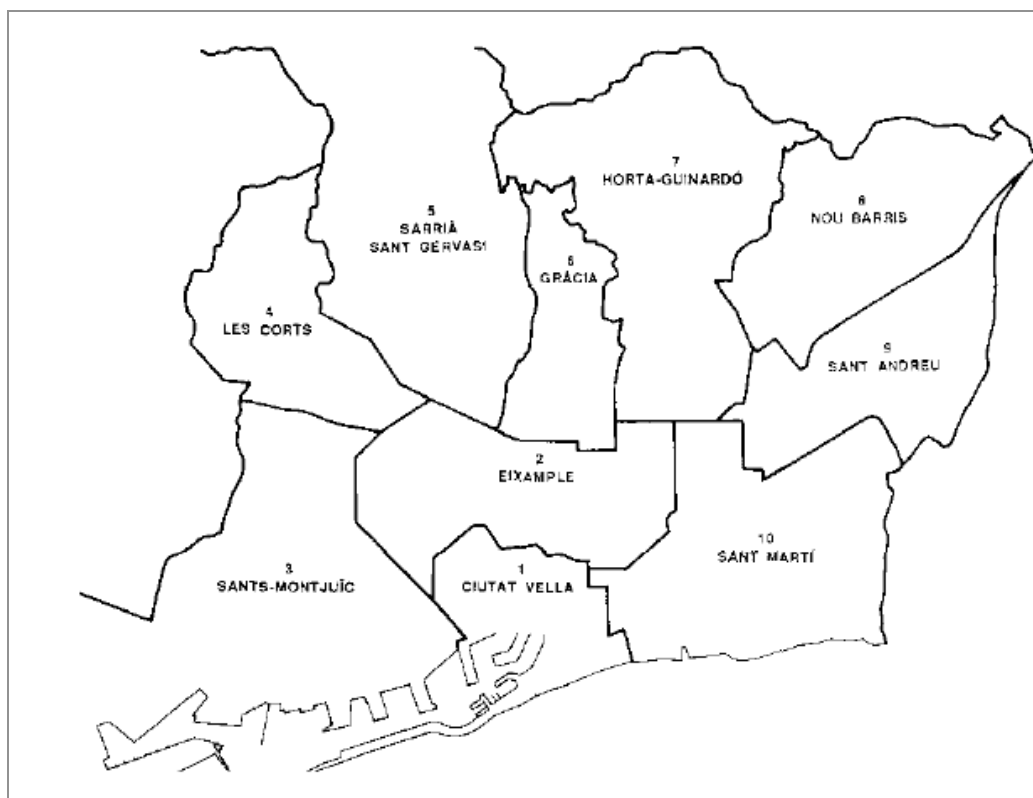 7
HORTA-GUINARDÓ
8
NOU BARRIS
5
SARRIÀ
SANT GERVASI
6
GRÀCIA
4
LES CORTS
9
SANT ANDREU
2
EIXAMPLE
10
SANT MARTÍ
3
SANTS-MONTJUÏC
1
CIUTAT VELLA